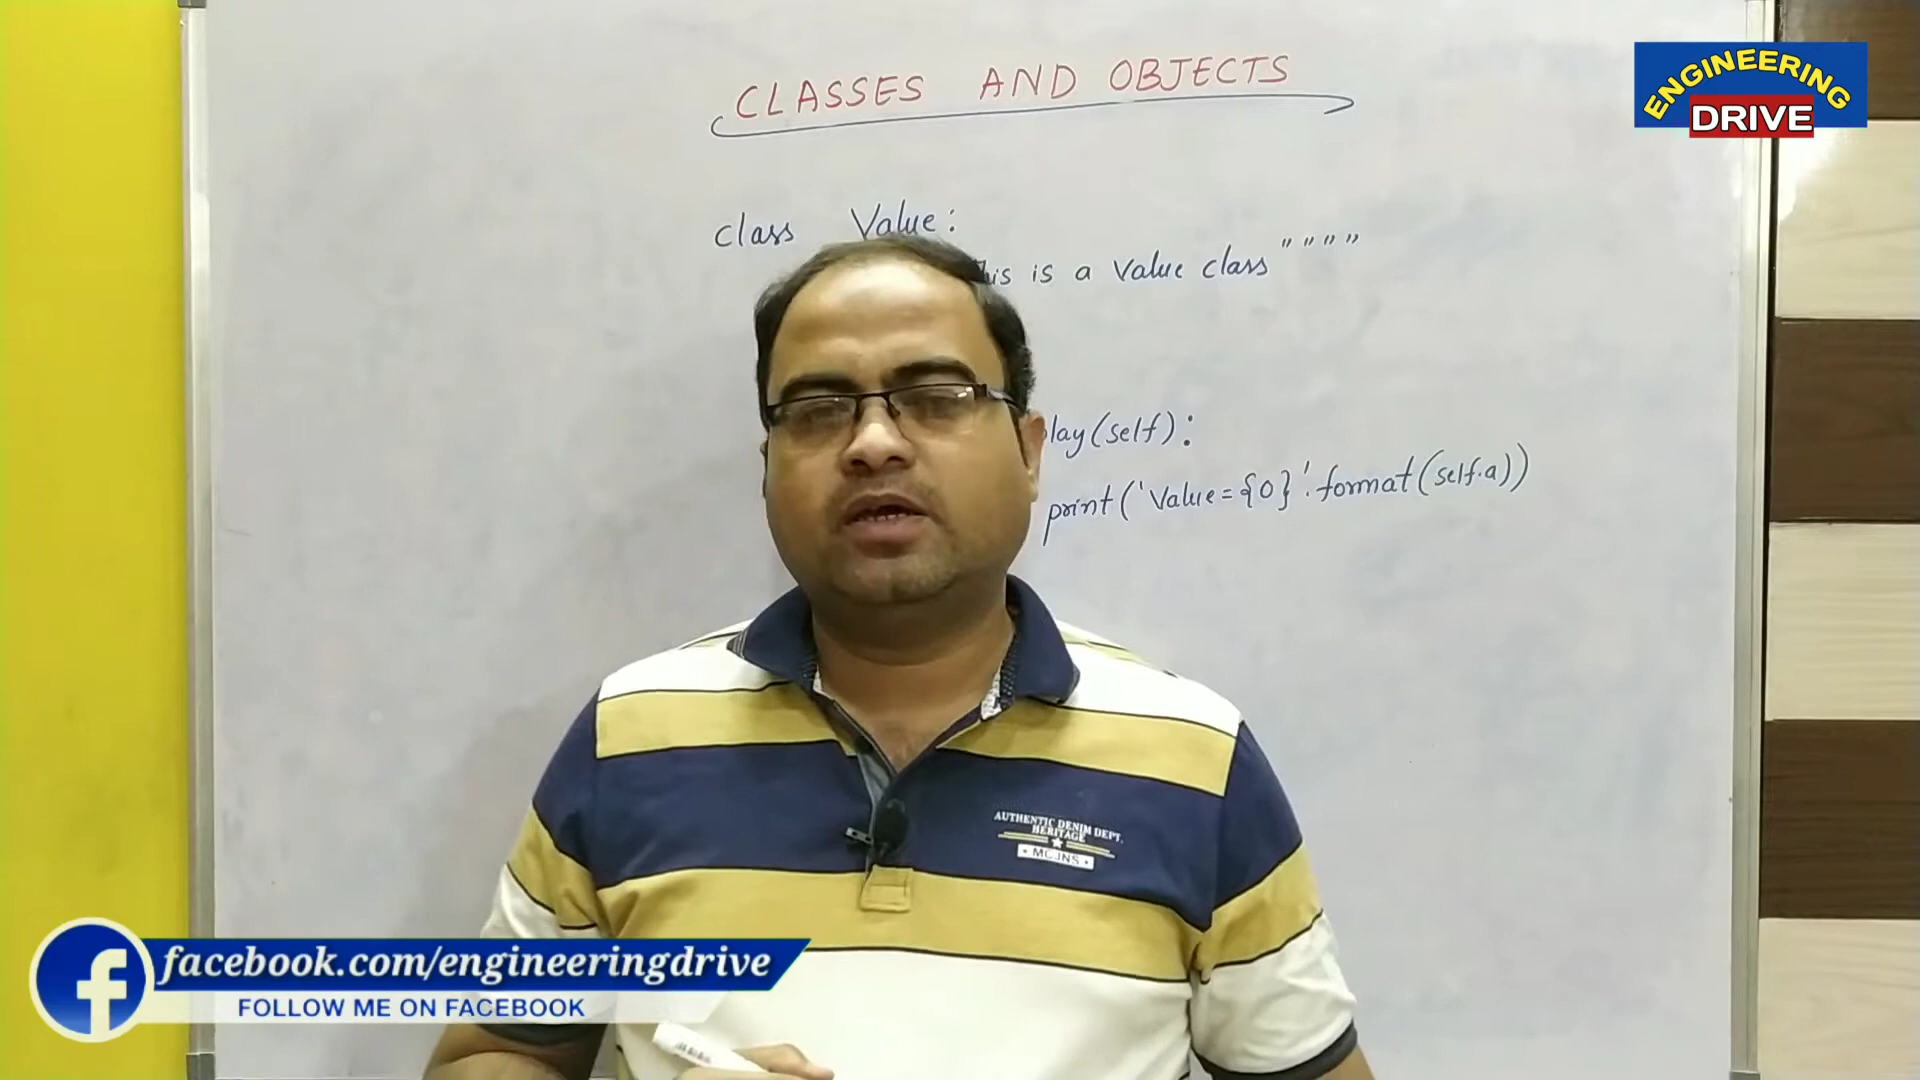 CLASSES AND OBJECTS
ENGINEERING
DRIVE
class Value:
is a Value class """"
(self):
print('Value={0}'.format(self.a))
AUTHENTIC DENIM DEPT.
HERITAGE
facebook.com/engineeringdrive
FOLLOW ME ON FACEBOOK